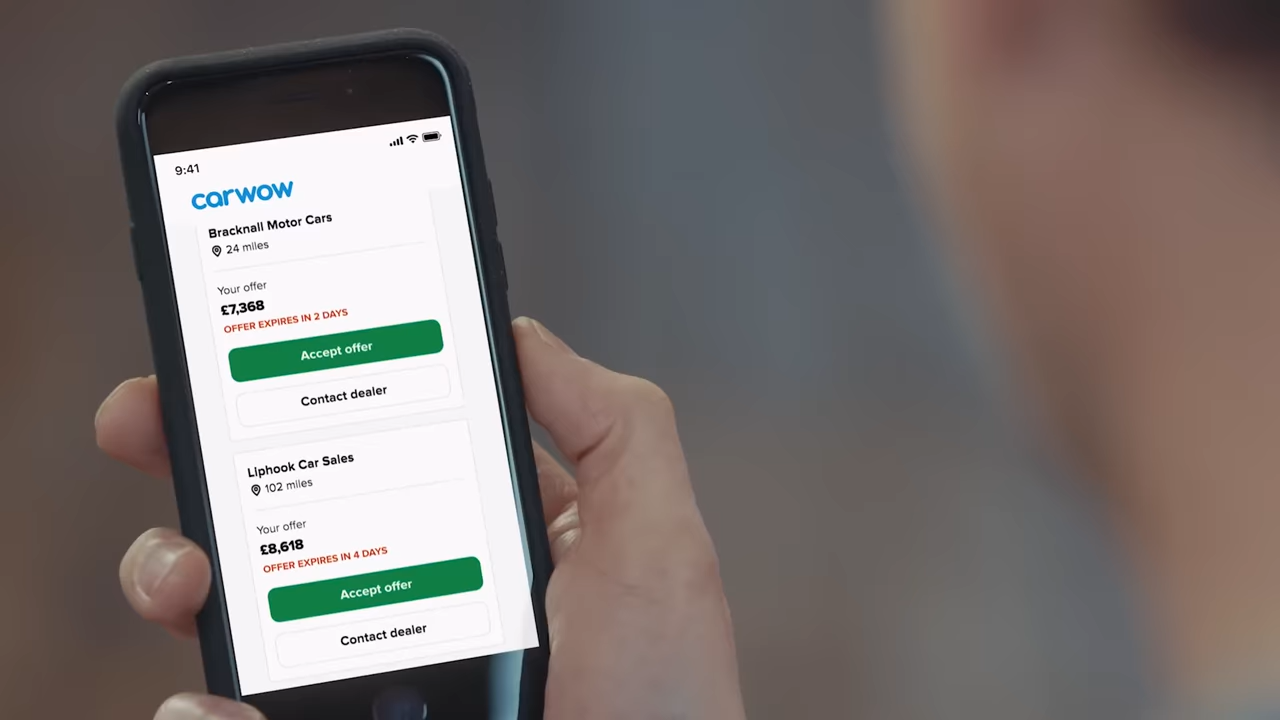 9:41
carwow
Bracknall Motor Cars
24 miles
Your offer
£7,368
OFFER EXPIRES IN 2 DAYS
Accept offer
Contact dealer
Liphook Car Sales
102 miles
Your offer
£8,618
OFFER EXPIRES IN 4 DAYS
Accept offer
Contact dealer